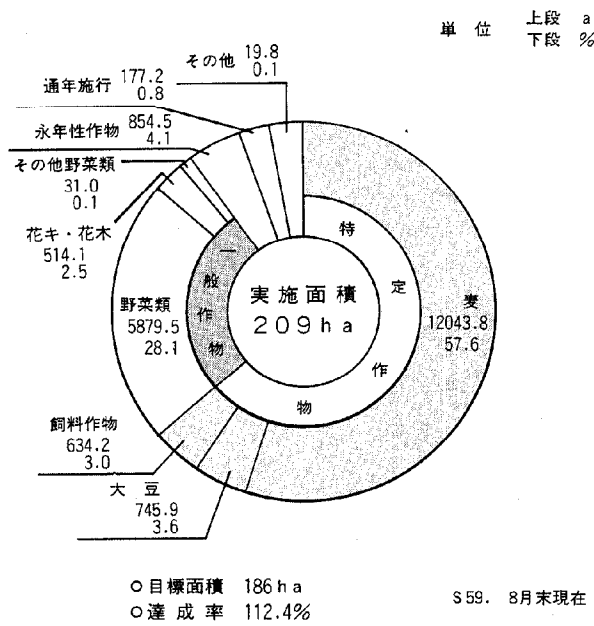 単位 上段 a
下段 %
その他 19.8
0.1
通年施行 177.2
0.8
永年性作物 854.5
4.1
その他野菜類
31.0
0.1
花キ・花木
514.1
2.5
野菜類
5879.5
28.1
飼料作物
634.2
3.0
大豆
745.9
3.6
麦
12043.8
57.6
特定作物
一般作物
実施面積
209ha
○目標面積 186ha
○達成率 112.4%
S59. 8月末現在